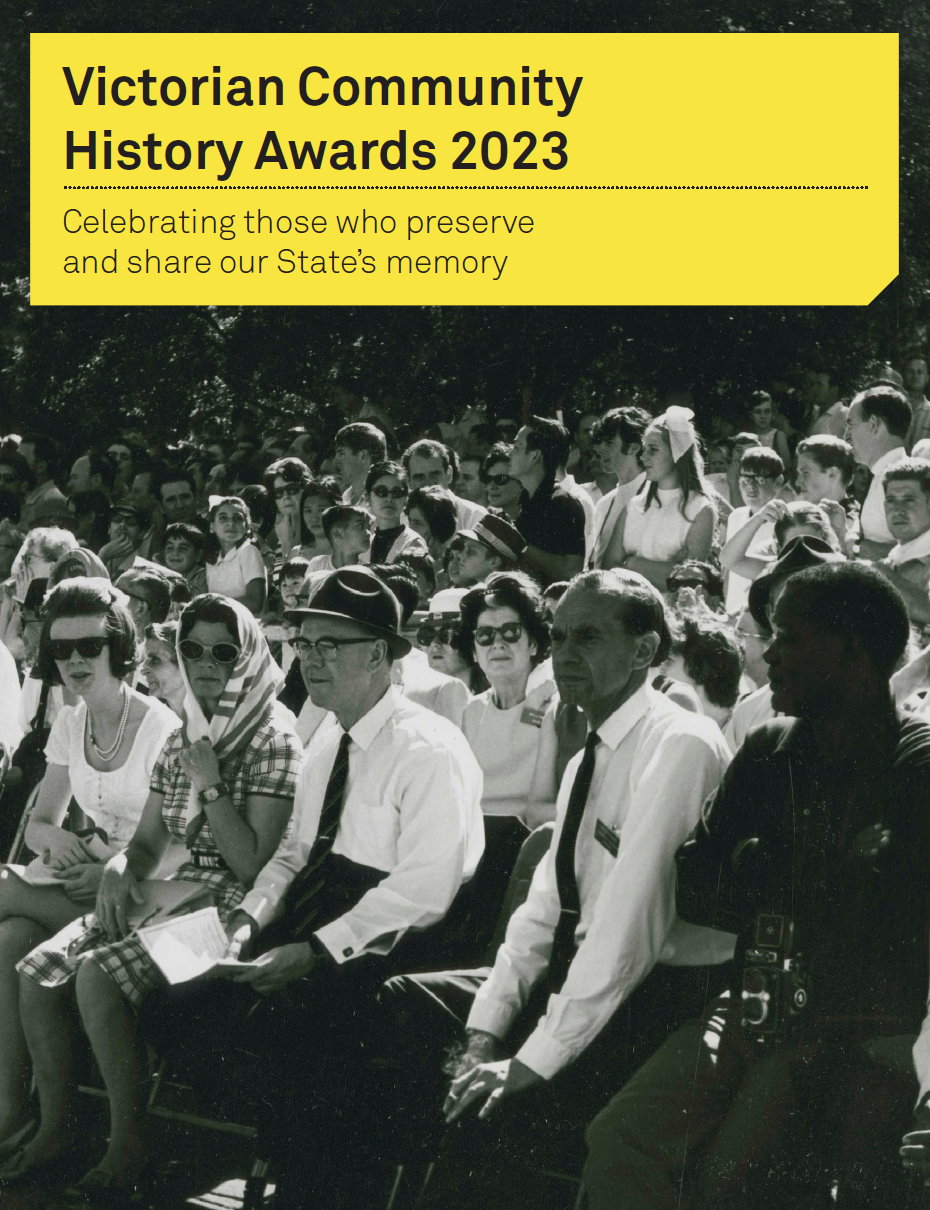 Victorian Community
History Awards 2023
Celebrating those who preserve
and share our State's memory